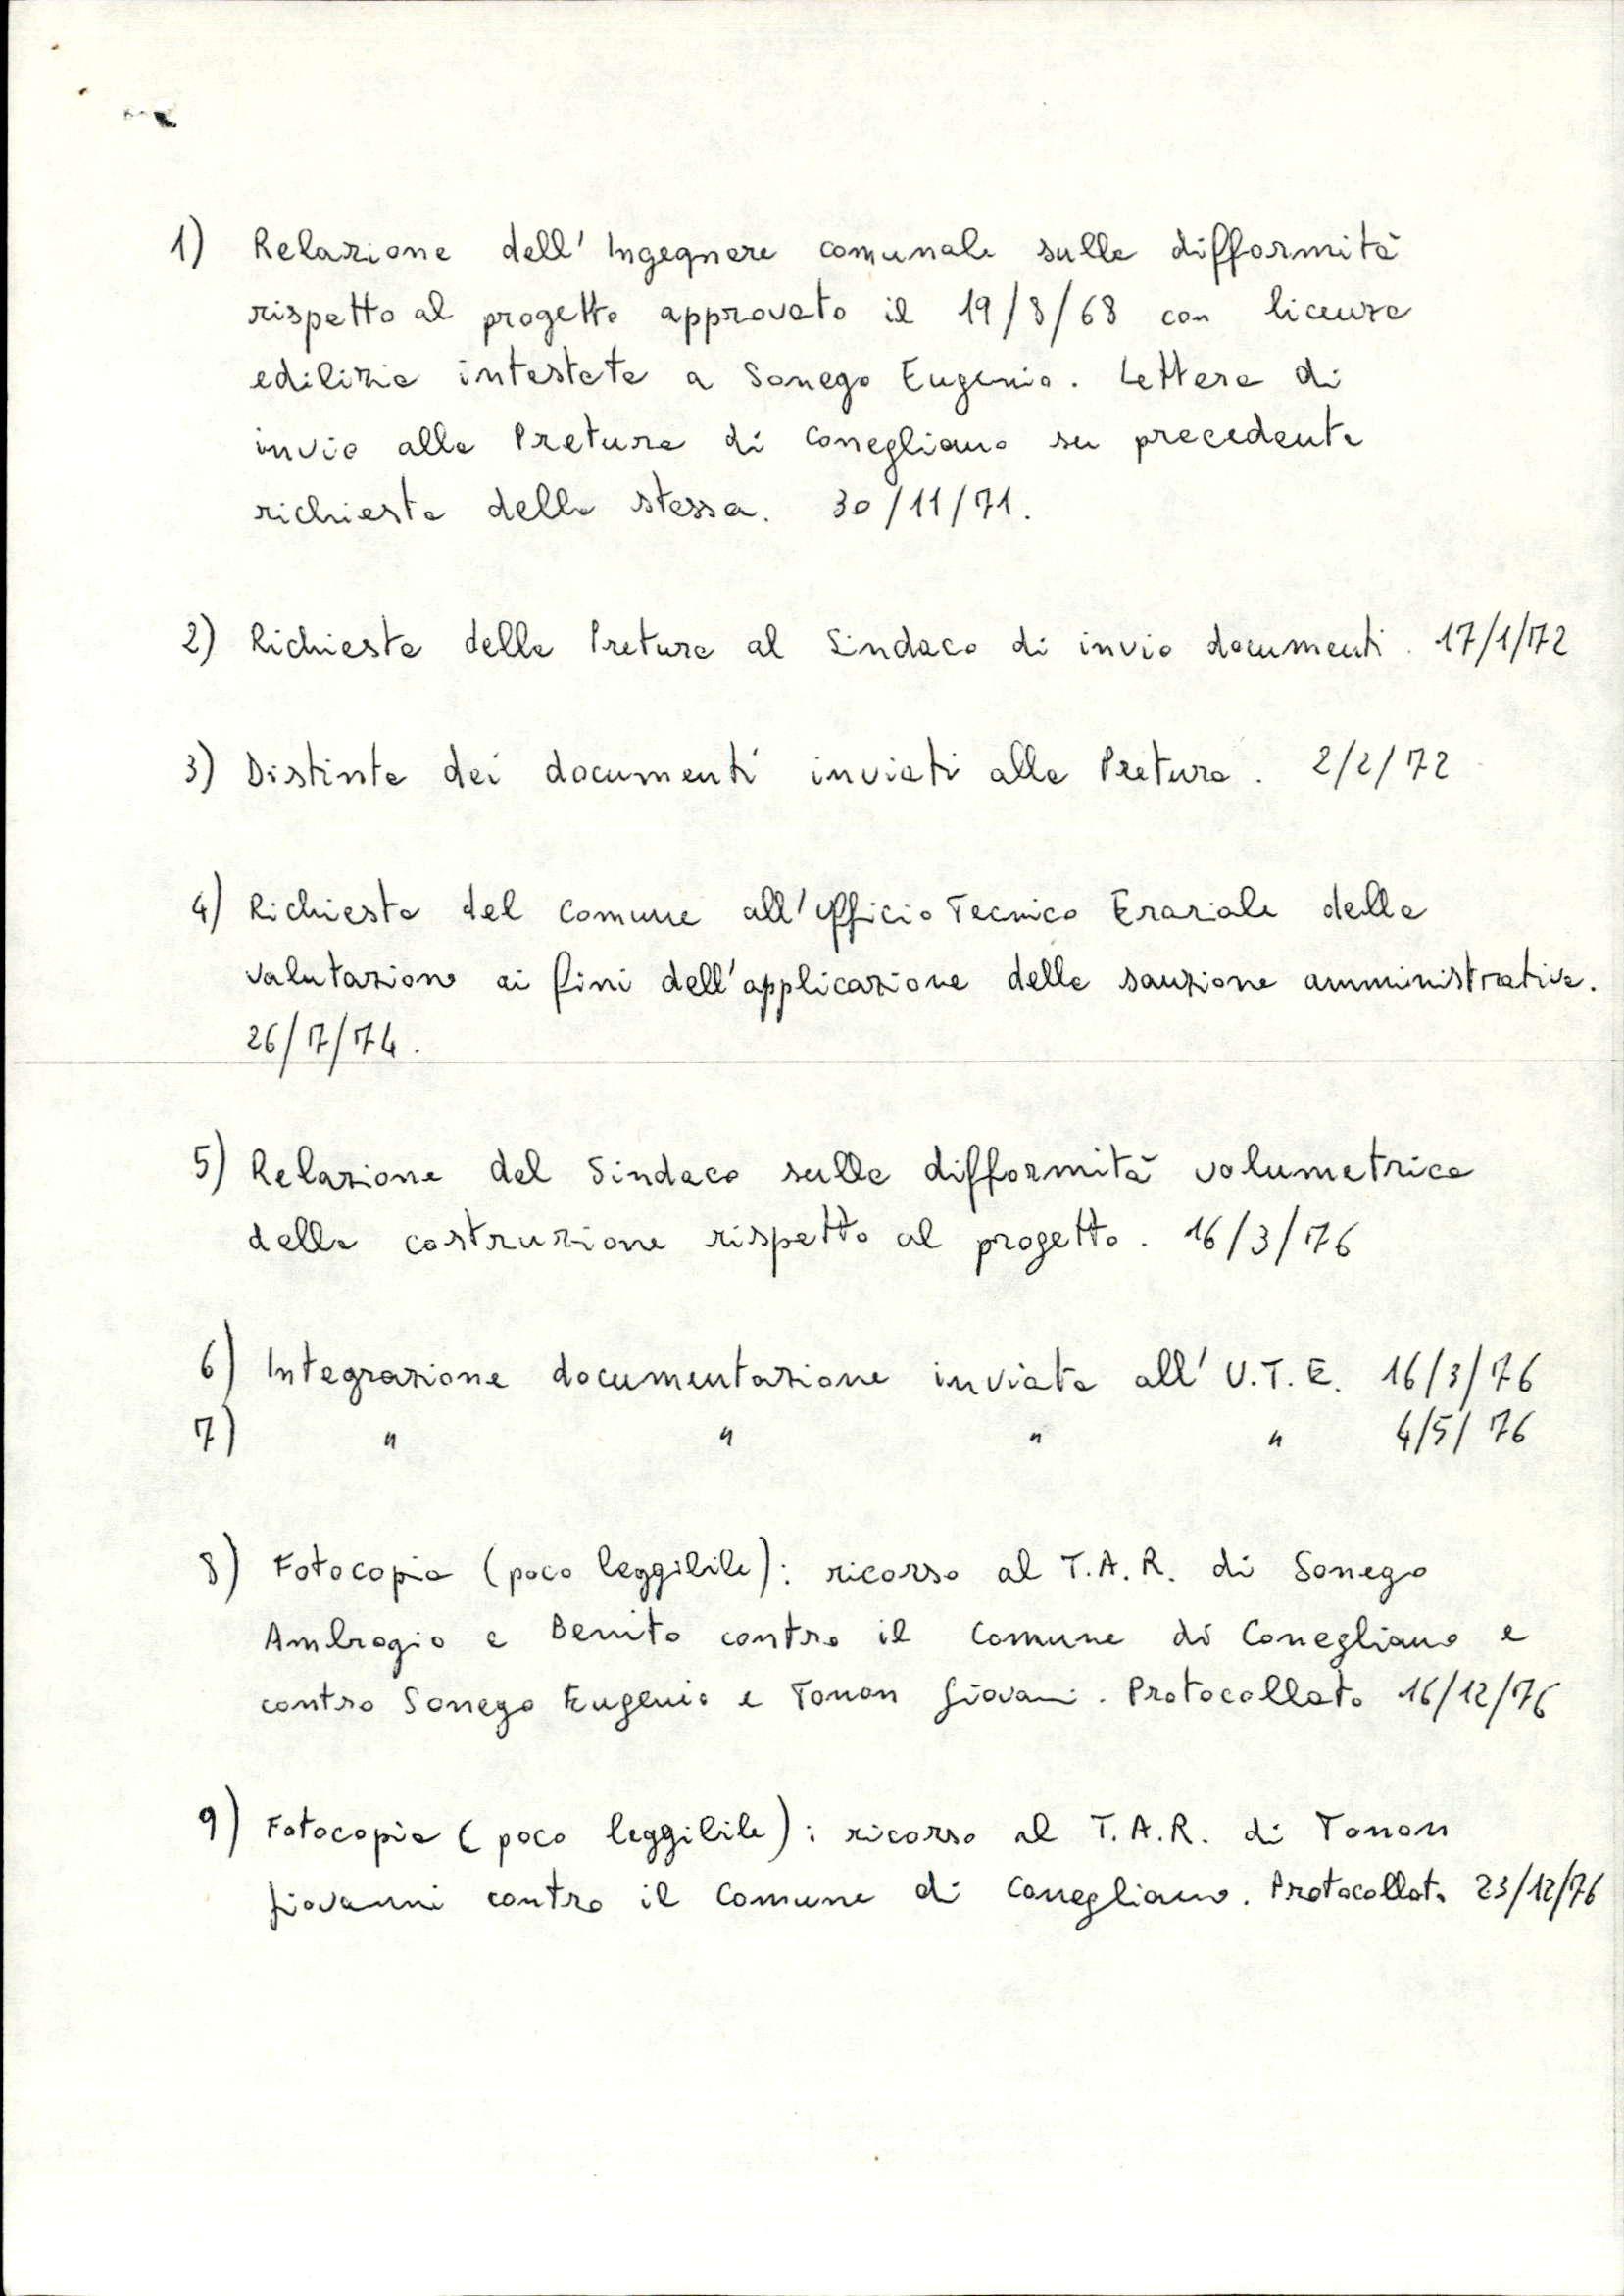 1) Relazione dell'Ingegnere comunale sulla difformità
rispetto al progetto approvato il 19/8/68 con licenza
edilizia intestata a Sonego Eugenio. Lettera di
invio alla Pretura di Conegliano su precedente
richiesta della stessa. 30/11/71.
2) Richiesta della Pretura al Sindaco di invio documenti. 17/1/72
3) Distinta dei documenti inviati alla Pretura. 2/2/72
4) Richiesta del Comune all'Ufficio Tecnico Erariale della
valutazione ai fini dell'applicazione della sanzione amministrativa.
26/7/74.
5) Relazione del Sindaco sulla difformità volumetrica
della costruzione rispetto al progetto. 16/3/76
6) Integrazione documentazione inviata all'U.T.E. 16/3/76
7) " " " " 4/5/76
8) Fotocopia (poco leggibile): ricorso al T.A.R. di Sonego
Ambrogio e Benito contro il Comune di Conegliano e
contro Sonego Eugenio e Tonon Giovani. Protocollato 16/12/76
9) Fotocopia (poco leggibile): ricorso al T.A.R. di Tonon
Giovanni contro il Comune di Conegliano. Protocollato 23/12/76